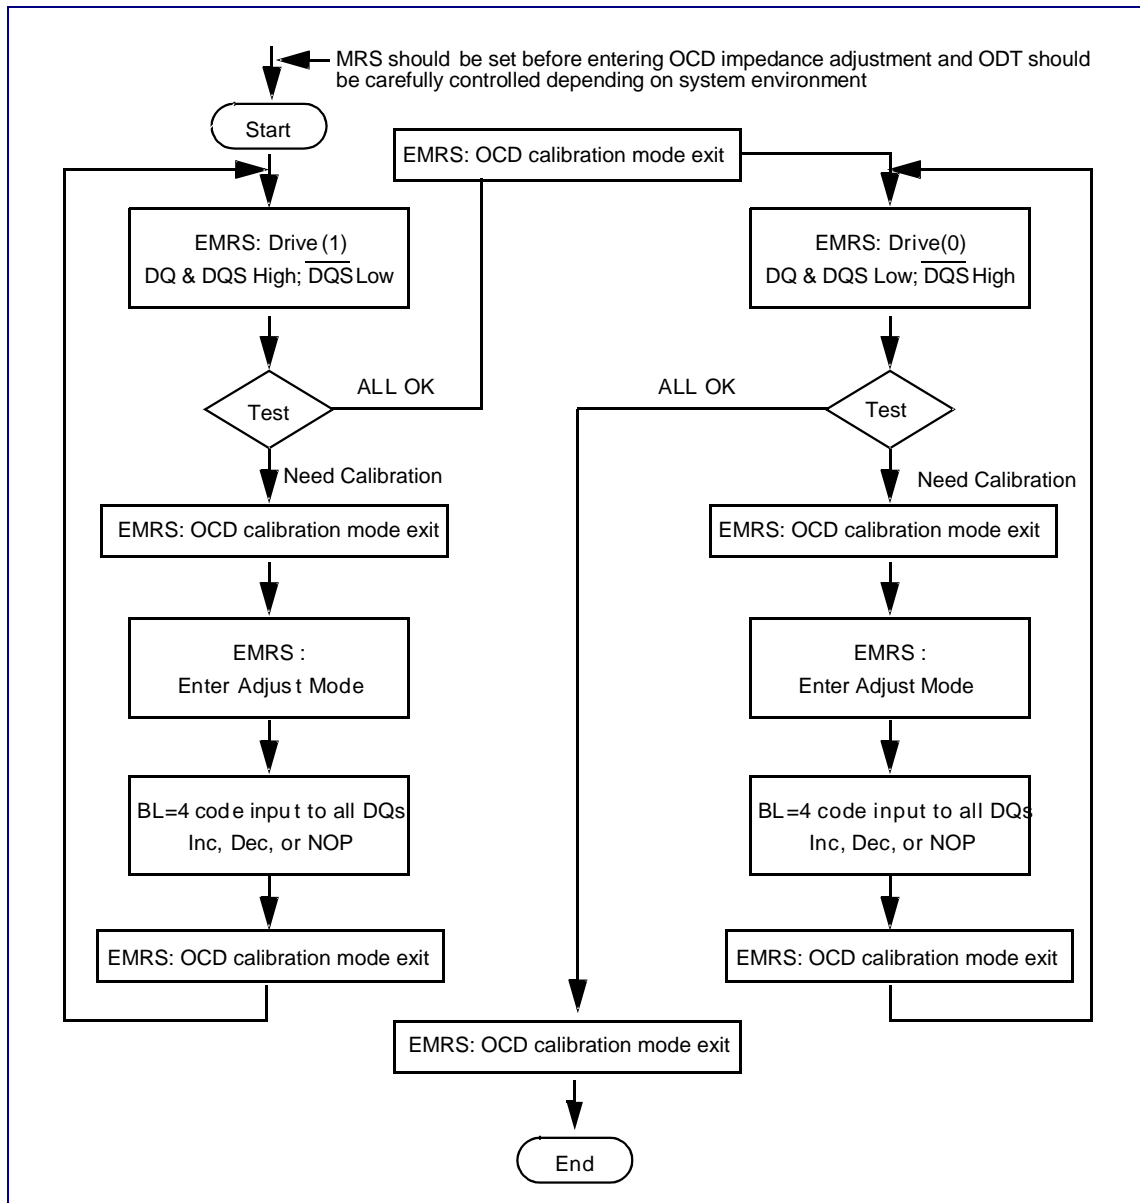 MRS should be set before entering OCD impedance adjustment and ODT should
be carefully controlled depending on system environment
Start
EMRS: OCD calibration mode exit
EMRS: Drive(1)
DQ & DQS High; D̅Q̅S̅ Low
Test
ALL OK
Need Calibration
EMRS: OCD calibration mode exit
EMRS :
Enter Adjust Mode
BL=4 code input to all DQs
Inc, Dec, or NOP
EMRS: OCD calibration mode exit
EMRS: Drive(0)
DQ & DQS Low; D̅Q̅S̅ High
Test
ALL OK
Need Calibration
EMRS: OCD calibration mode exit
EMRS :
Enter Adjust Mode
BL=4 code input to all DQs
Inc, Dec, or NOP
EMRS: OCD calibration mode exit
EMRS: OCD calibration mode exit
End